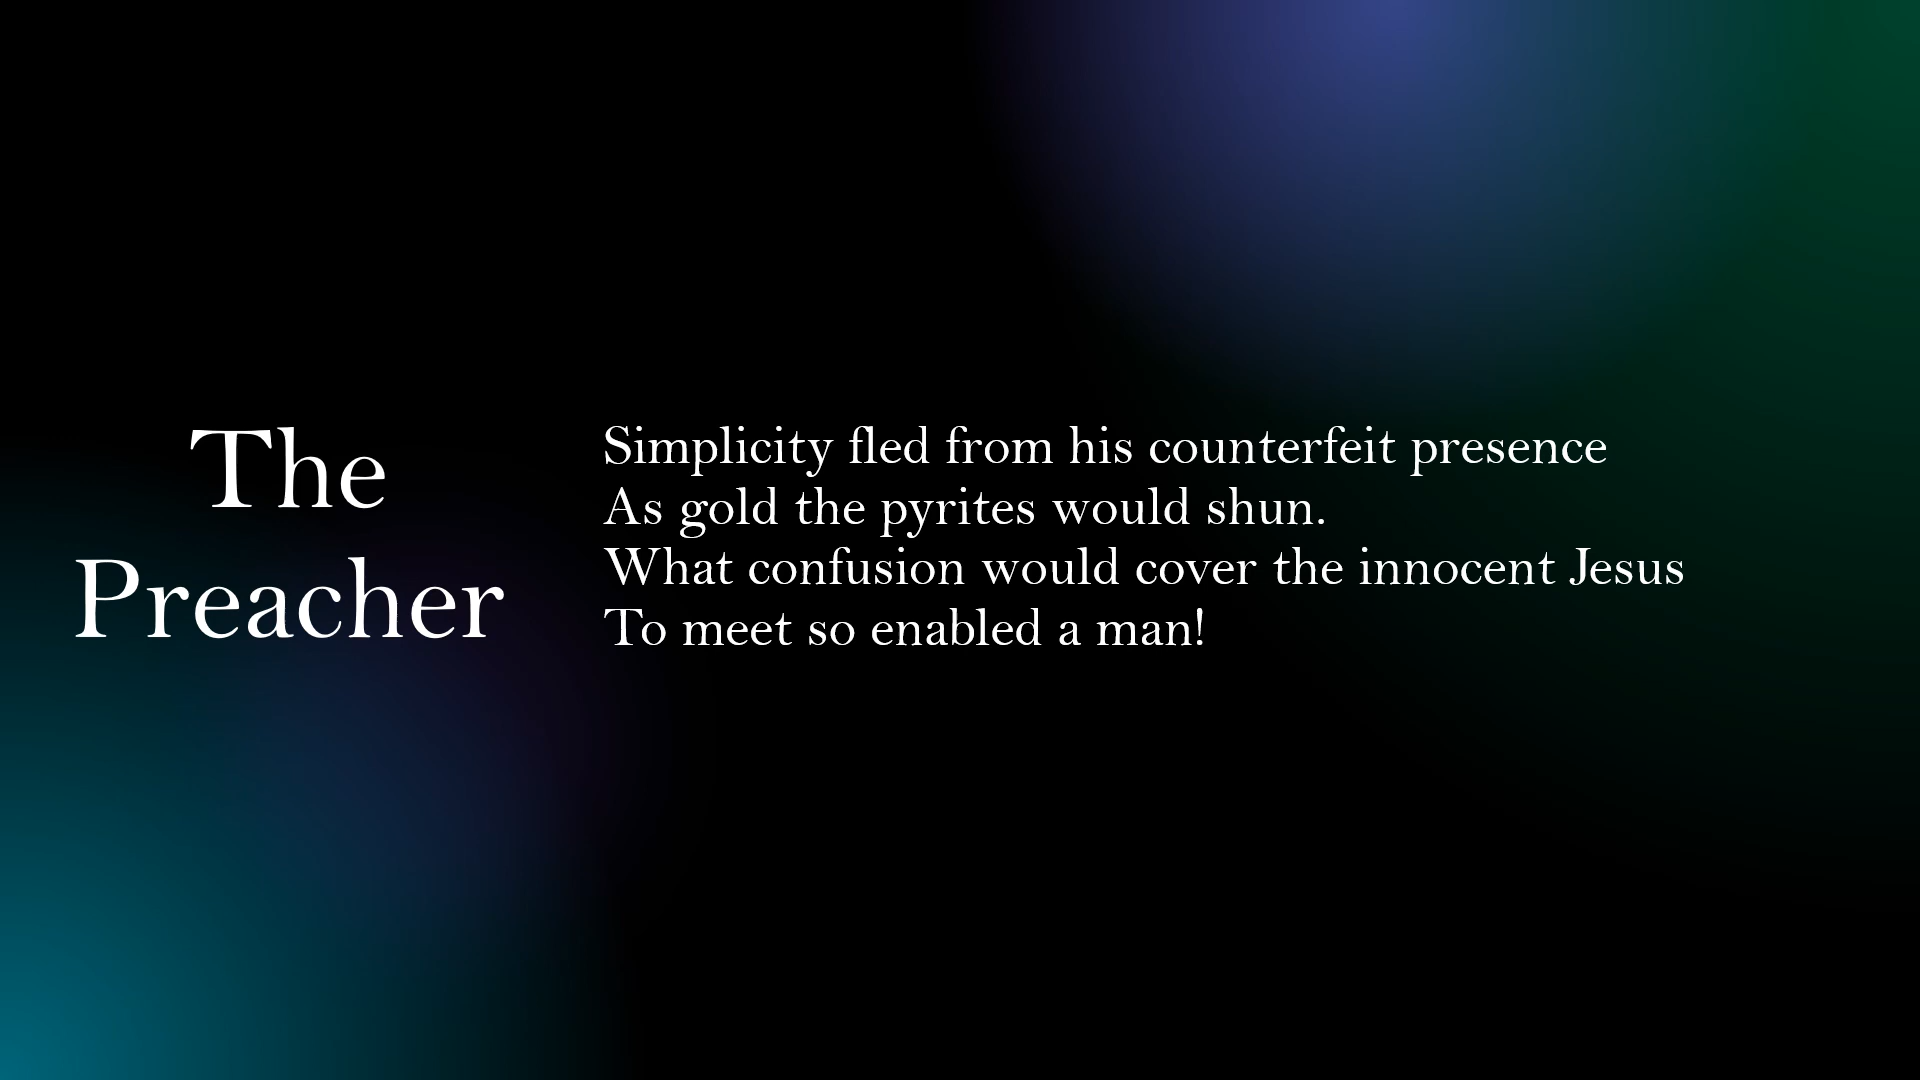 The
Preacher
Simplicity fled from his counterfeit presence
As gold the pyrites would shun.
What confusion would cover the innocent Jesus
To meet so enabled a man!